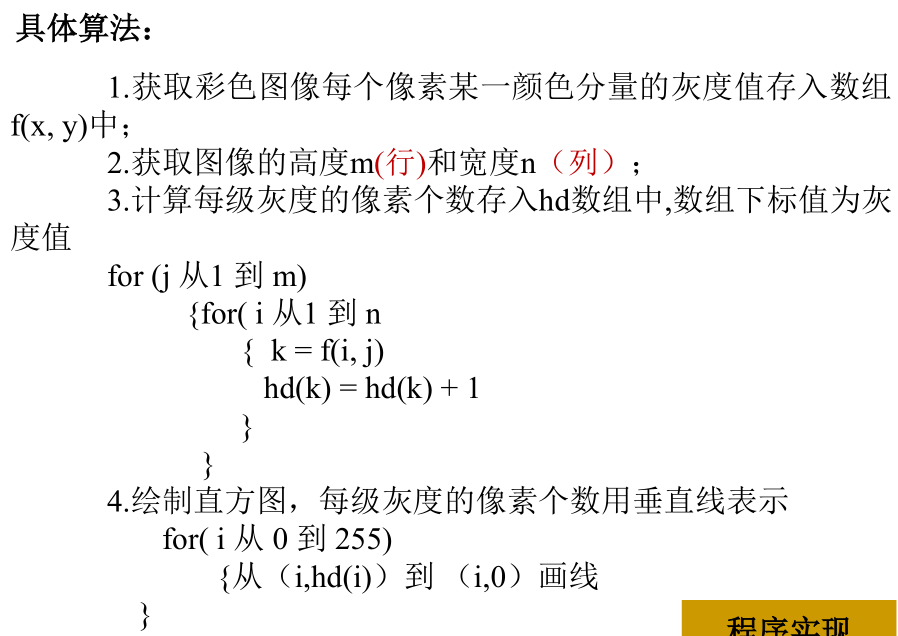 具体算法：
1.获取彩色图像每个像素某一颜色分量的灰度值存入数组
f(x, y)中；
2.获取图像的高度m(行)和宽度n（列）；
3.计算每级灰度的像素个数存入hd数组中,数组下标值为灰
度值
for (j 从1 到 m)
{for( i 从1 到 n
{ k = f(i, j)
hd(k) = hd(k) + 1
}
}
4.绘制直方图，每级灰度的像素个数用垂直线表示
for( i 从 0 到 255)
{从（i,hd(i)）到 （i,0）画线
}
程序实现